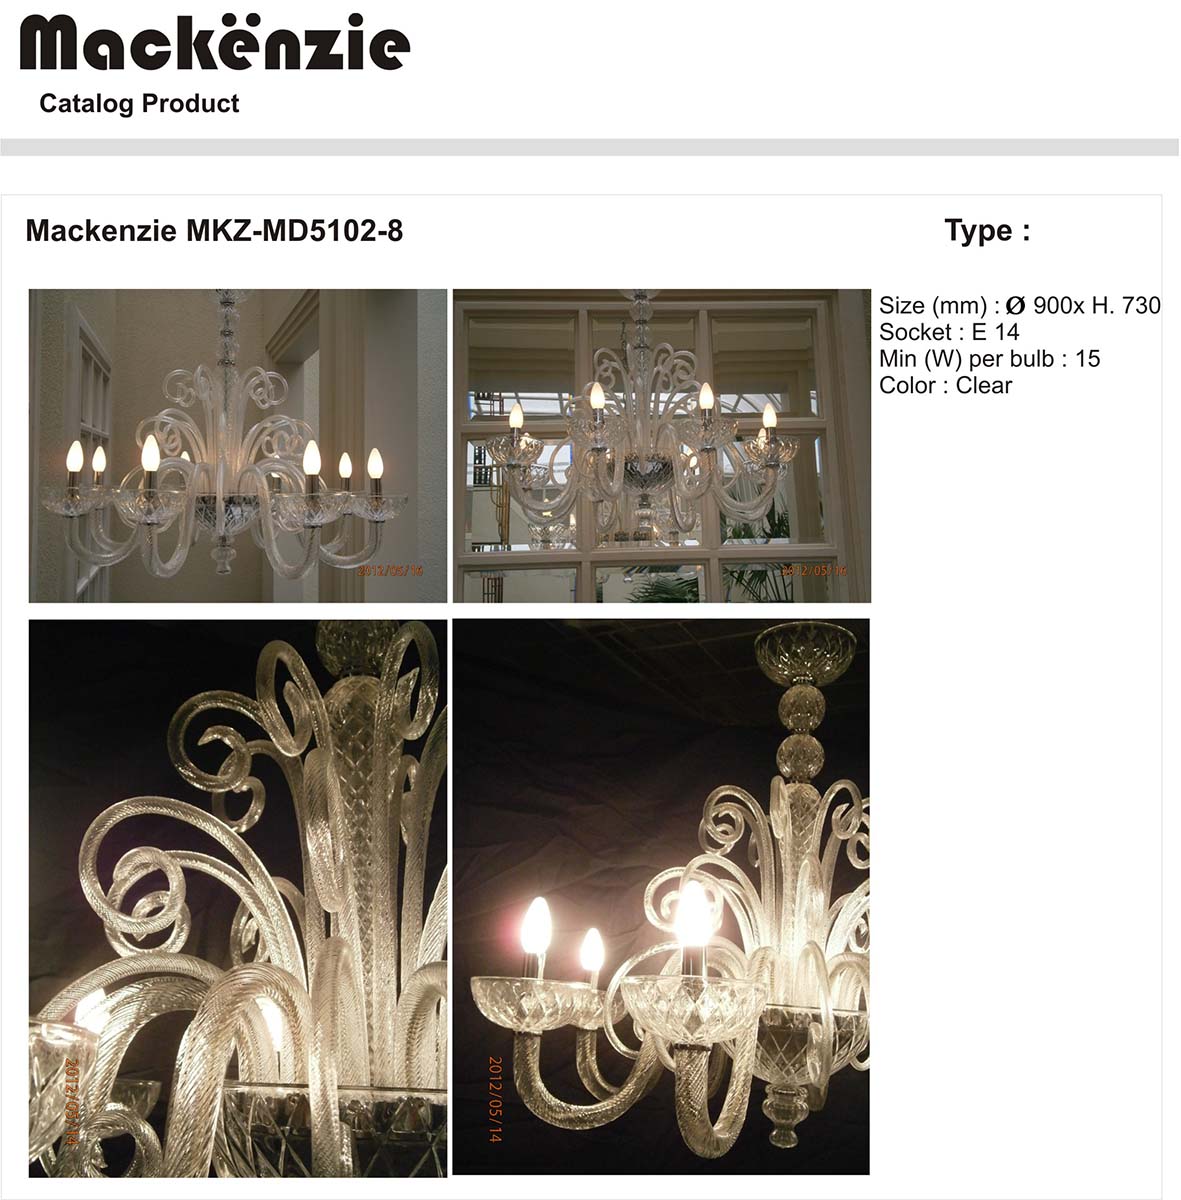 Mackënzie
Catalog Product
Mackenzie MKZ-MD5102-8
Type :
Size (mm) : Ø 900x H. 730
Socket : E 14
Min (W) per bulb : 15
Color : Clear
2012/05/16
2012/05/16
2012/05/14
2012/05/14